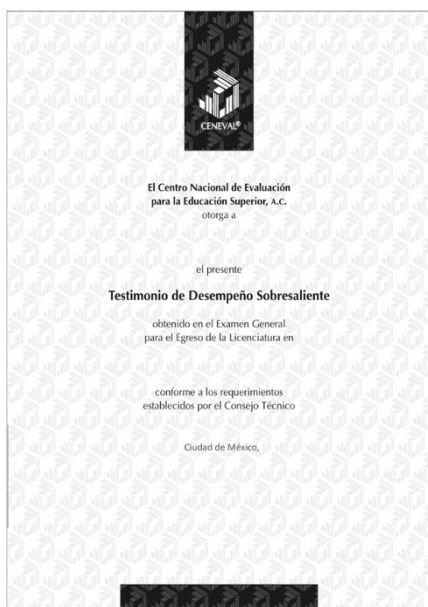 CENEVAL®
El Centro Nacional de Evaluación
para la Educación Superior, A.C.
otorga a
el presente
Testimonio de Desempeño Sobresaliente
obtenido en el Examen General
para el Egreso de la Licenciatura en
conforme a los requerimientos
establecidos por el Consejo Técnico
Ciudad de México,